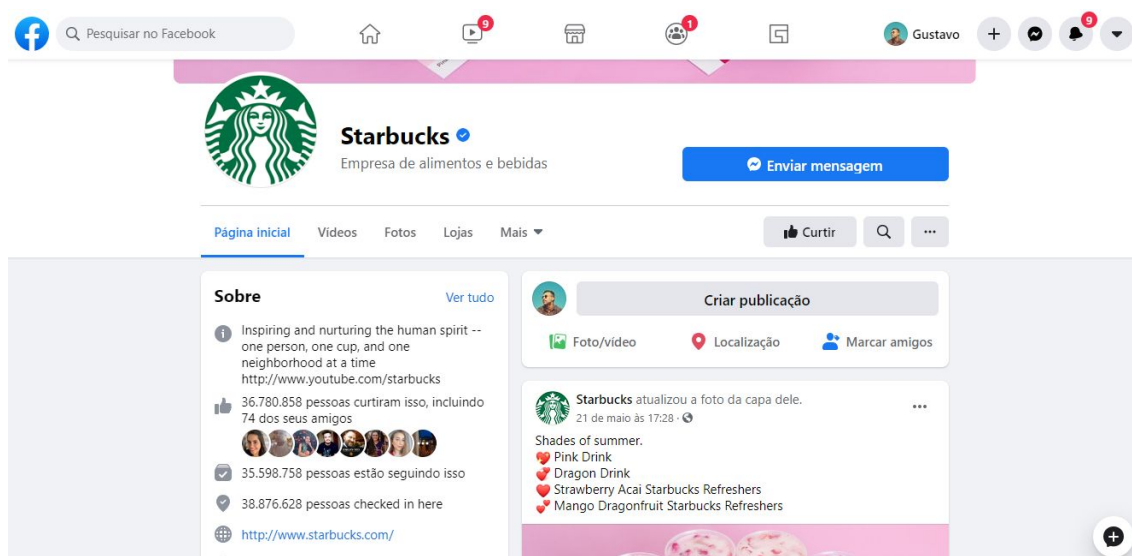 Pesquisar no Facebook
9
1
Gustavo
9
Starbucks
Empresa de alimentos e bebidas
Enviar mensagem
Página inicial
Vídeos
Fotos
Lojas
Mais
Curtir
Sobre
Ver tudo
Inspiring and nurturing the human spirit --
one person, one cup, and one
neighborhood at a time
http://www.youtube.com/starbucks
36.780.858 pessoas curtiram isso, incluindo
74 dos seus amigos
35.598.758 pessoas estão seguindo isso
38.876.628 pessoas checked in here
http://www.starbucks.com/
Criar publicação
Foto/vídeo
Localização
Marcar amigos
Starbucks atualizou a foto da capa dele.
21 de maio às 17:28 ·
Shades of summer.
💖 Pink Drink
💕 Dragon Drink
❤️ Strawberry Acai Starbucks Refreshers
💕 Mango Dragonfruit Starbucks Refreshers